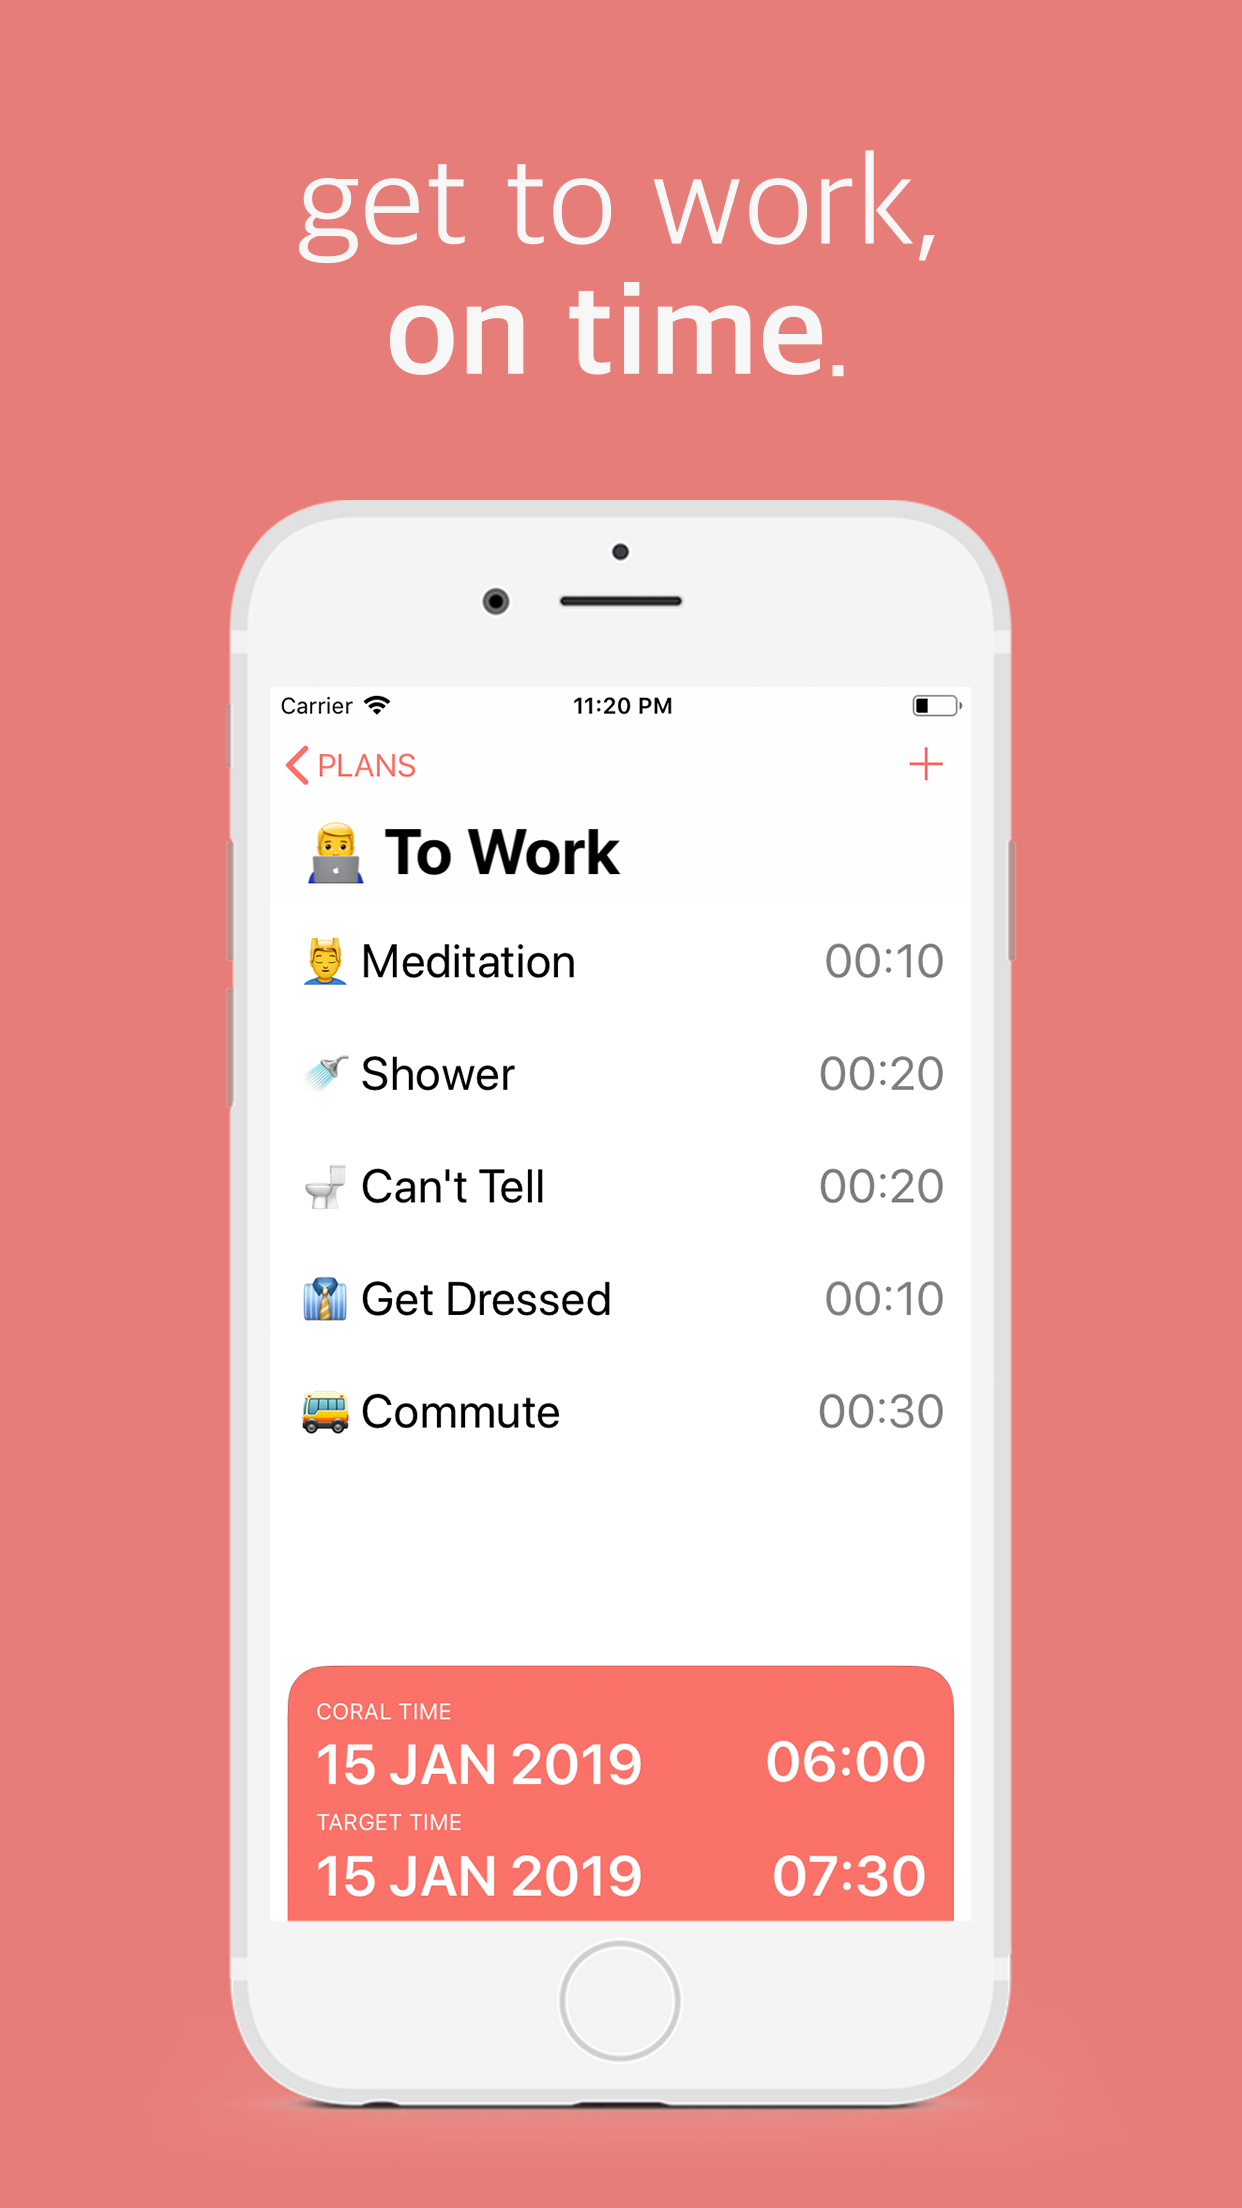 get to work,
on time.
Carrier 11:20 PM
PLANS +
To Work
Meditation 00:10
Shower 00:20
Can't Tell 00:20
Get Dressed 00:10
Commute 00:30
CORAL TIME
15 JAN 2019 06:00
TARGET TIME
15 JAN 2019 07:30